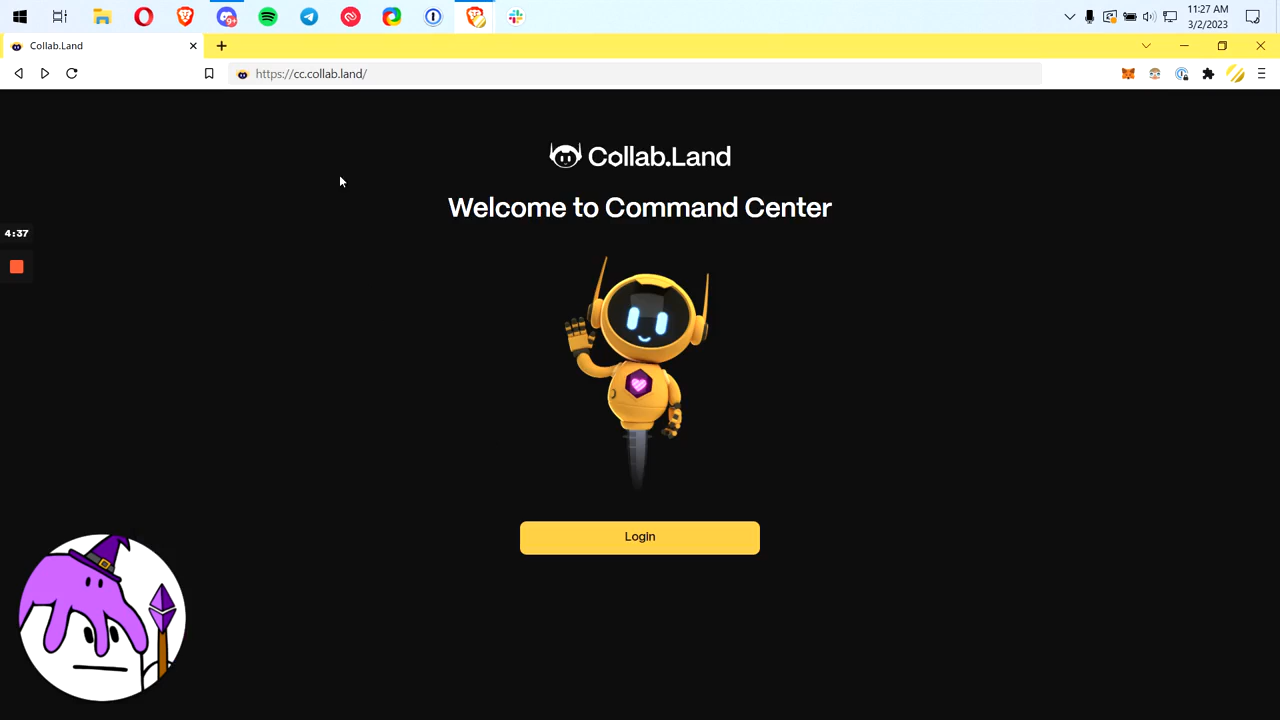 9+
11:27 AM
3/2/2023
Collab.Land
https://cc.collab.land/
Collab.Land
Welcome to Command Center
4:37
Login